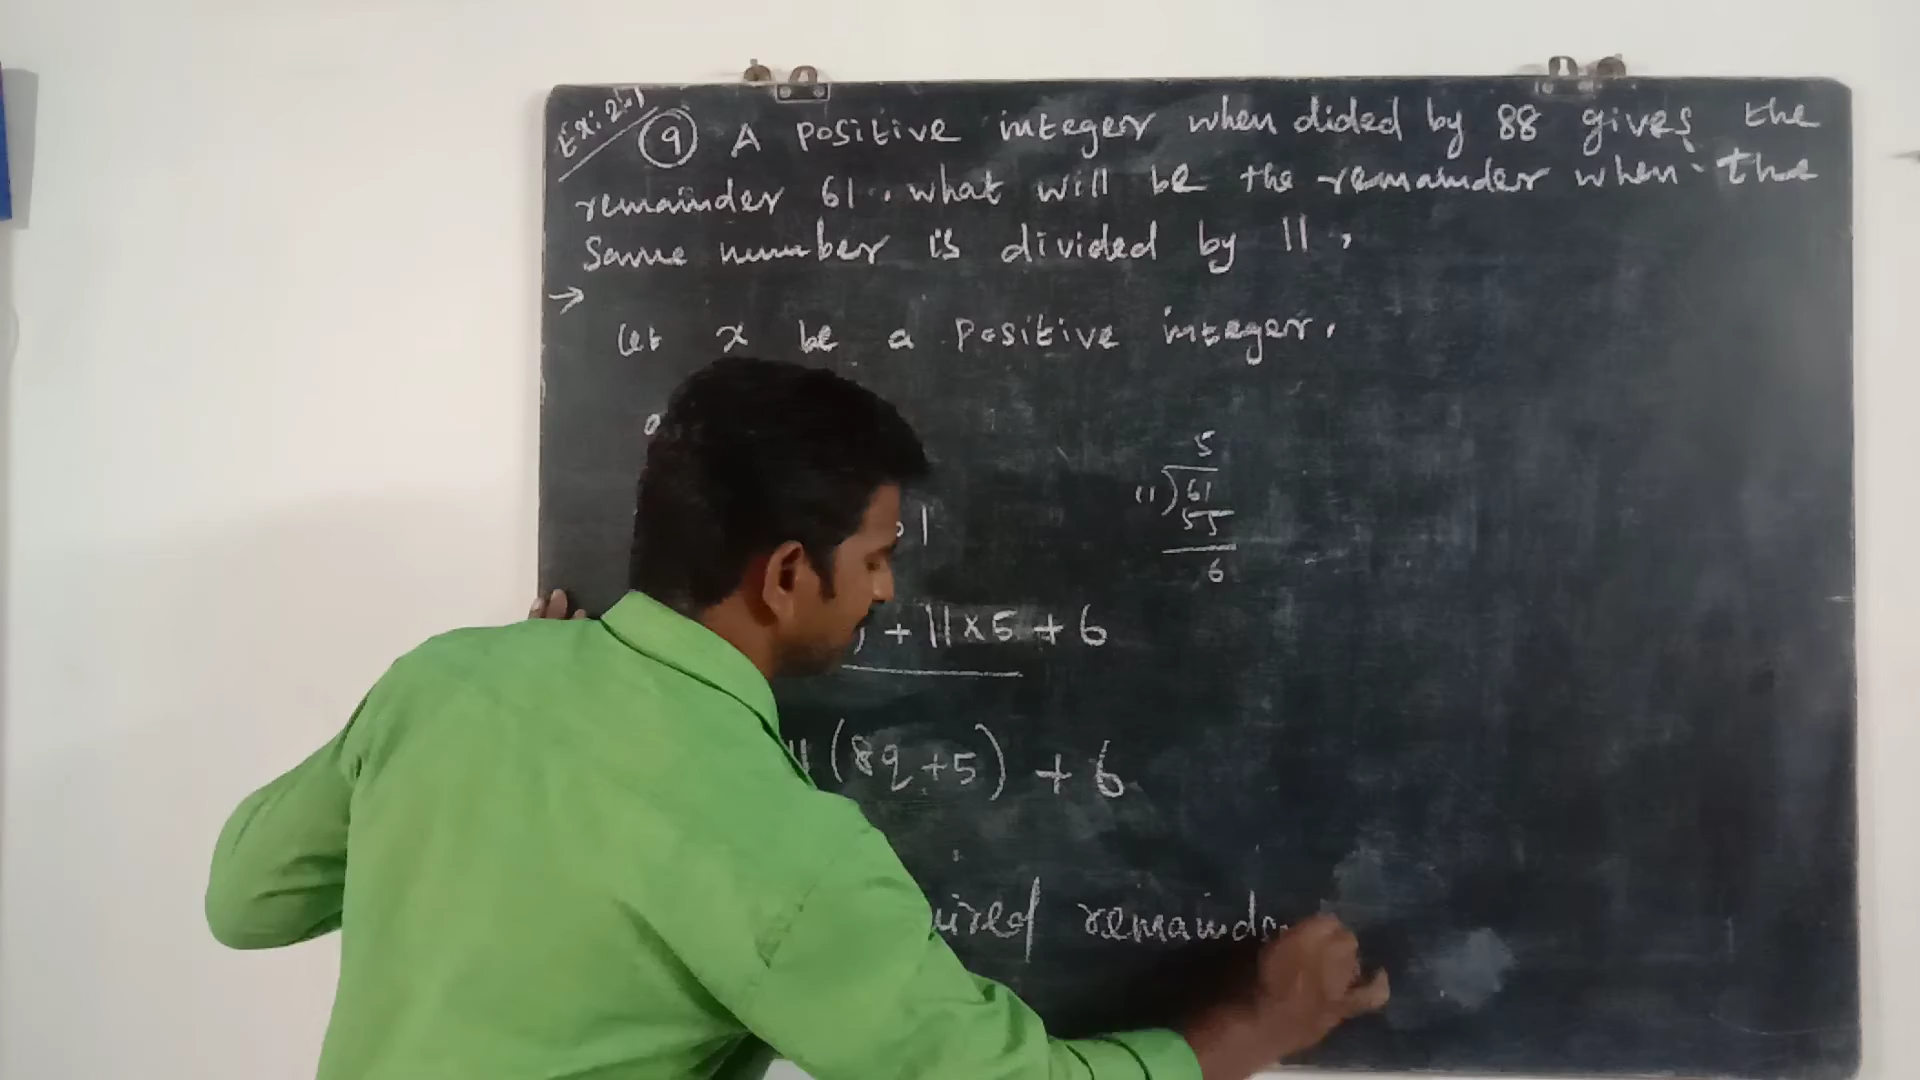 Ex: 2.1
9 A positive integer when dided by 88 gives the
remainder 61. what will be the remainder when the
Same number is divided by 11,
→
Let x be a positive integer.
5
11)61
55
6
1
+ 11×5 + 6
(8q+5) + 6
remainder